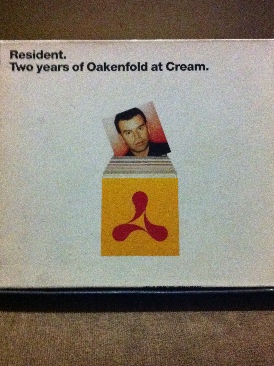 Resident.
Two years of Oakenfold at Cream.